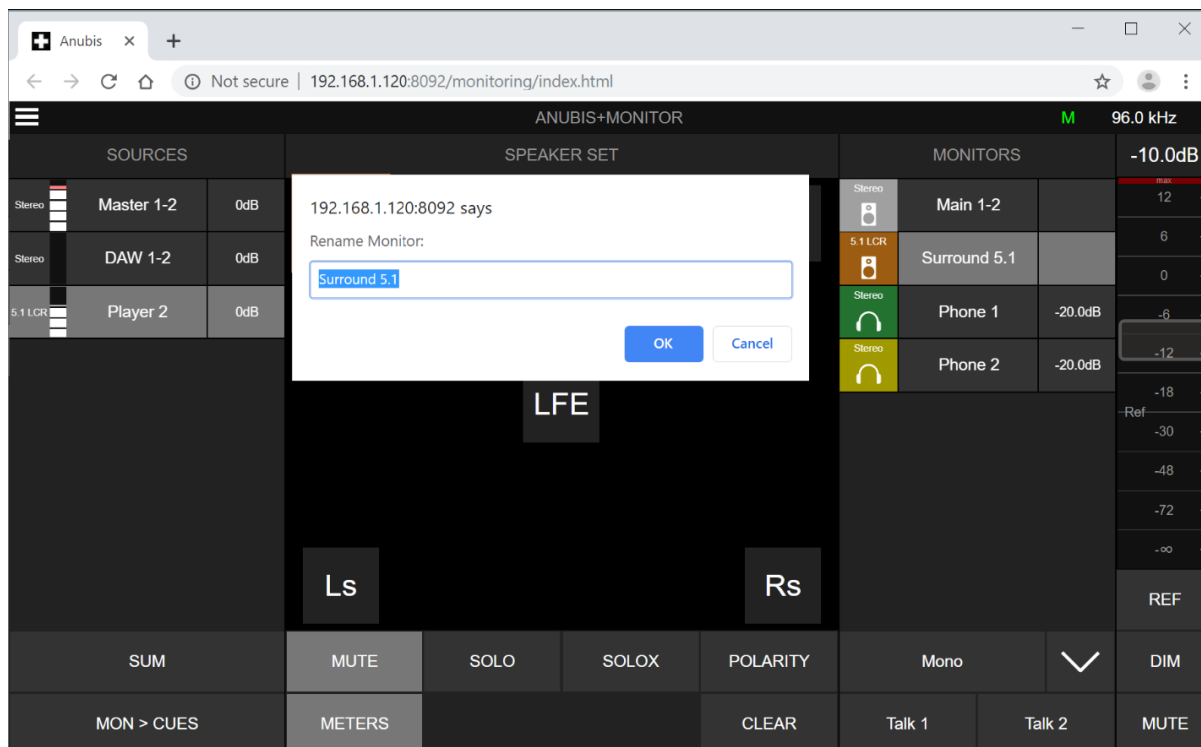 Anubis
Not secure | 192.168.1.120:8092/monitoring/index.html
ANUBIS+MONITOR
M
96.0 kHz
SOURCES
SPEAKER SET
MONITORS
-10.0dB
Stereo
Master 1-2
0dB
Stereo
DAW 1-2
0dB
5.1 LCR
Player 2
0dB
192.168.1.120:8092 says
Rename Monitor:
Surround 5.1
OK
Cancel
LFE
Ls
Rs
Stereo
Main 1-2
5.1 LCR
Surround 5.1
Stereo
Phone 1
-20.0dB
Stereo
Phone 2
-20.0dB
max
12
6
0
-6
-12
-18
Ref
-30
-48
-72
-∞
REF
SUM
MUTE
SOLO
SOLOX
POLARITY
Mono
DIM
MON > CUES
METERS
CLEAR
Talk 1
Talk 2
MUTE